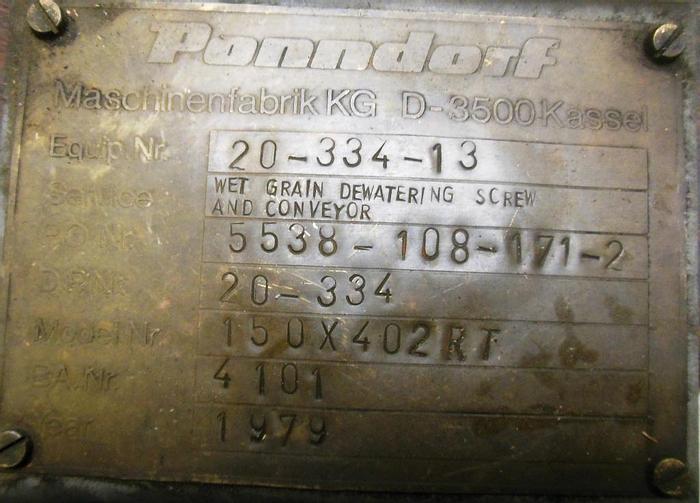 Ponndorf
Maschinenfabrik KG D-3500 Kassel
Equip. Nr. 20-334-13
Service WET GRAIN DEWATERING SCREW
AND CONVEYOR
P.O. Nr. 5538-108-171-2
20-334
Model Nr. 150X402RT
BA. Nr. 4101
Year 1979